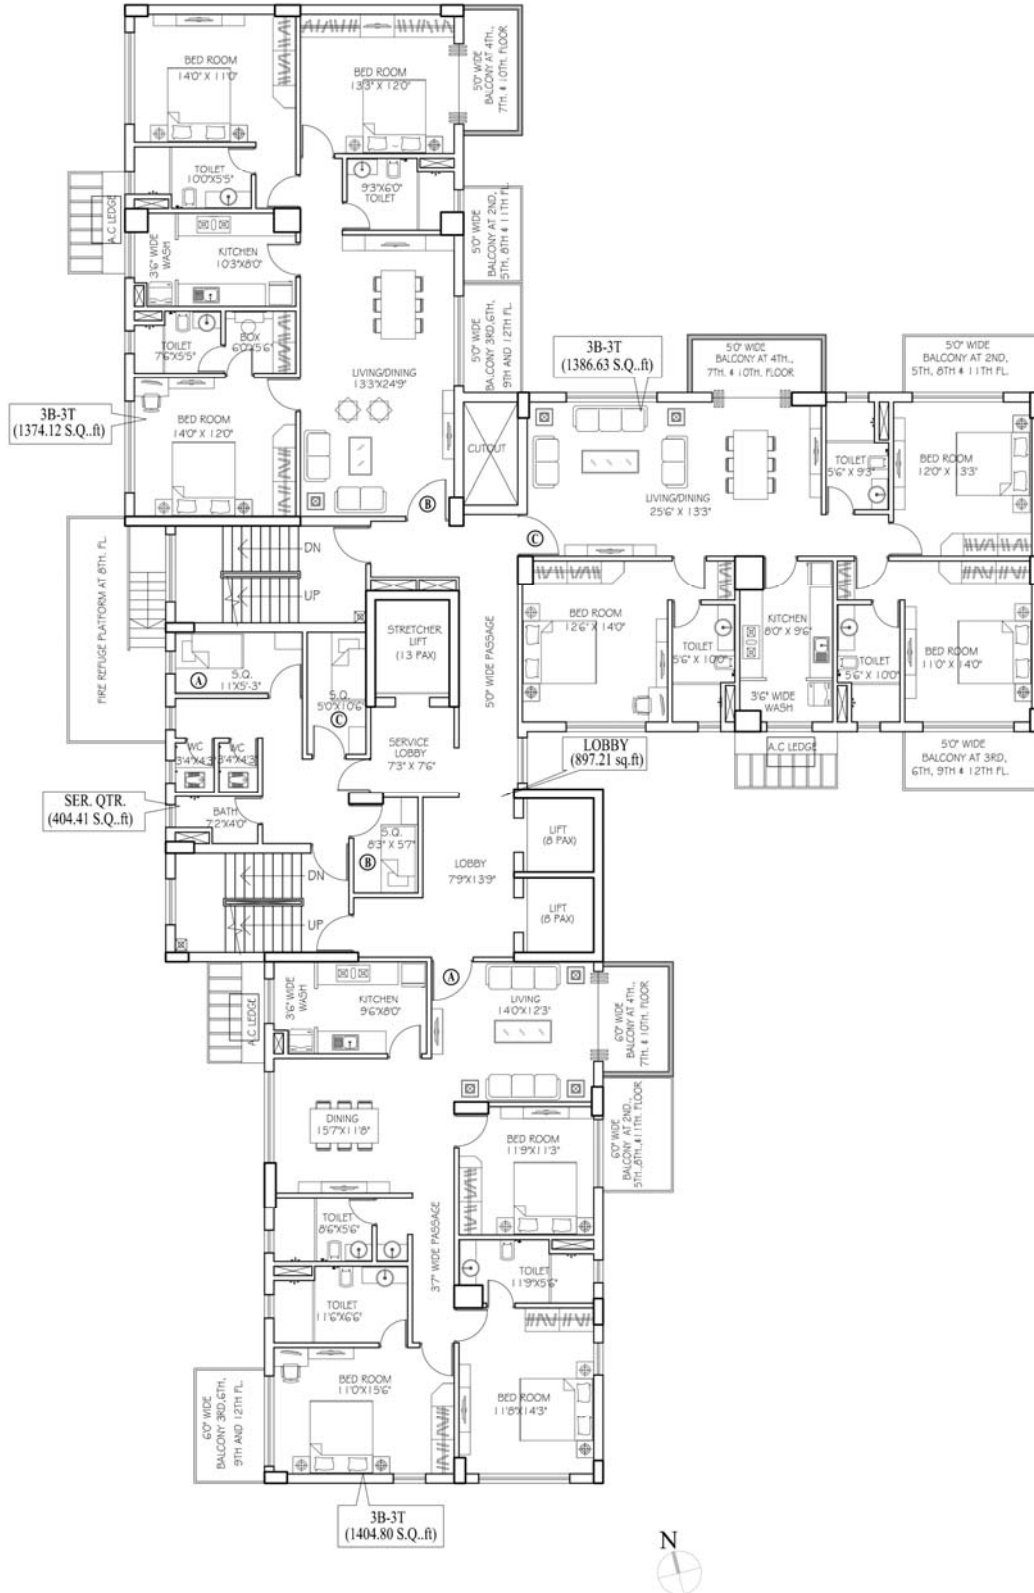 BED ROOM
14'0" X 11'0"
BED ROOM
13'3" X 12'0"
5'0" WIDE
BALCONY AT 4TH.,
7TH. & 10TH. FLOOR
TOILET
10'0"X5'5"
9'3"X6'0"
TOILET
A.C LEDGE
3'6" WIDE
WASH
KITCHEN
10'3"X8'0"
5'0" WIDE
BALCONY AT 2ND,
5TH, 8TH & 11TH FL.
TOILET
7'6"X5'5"
BOX
6'0"X5'6"
5'0" WIDE
BALCONY 3RD,6TH,
9TH AND 12TH FL.
LIVING/DINING
13'3"X24'9"
3B-3T
(1374.12 S.Q..ft)
BED ROOM
14'0" X 12'0"
B
CUTOUT
3B-3T
(1386.63 S.Q..ft)
5'0" WIDE
BALCONY AT 4TH.,
7TH. & 10TH. FLOOR
5'0" WIDE
BALCONY AT 2ND,
5TH, 8TH & 11TH FL.
LIVING/DINING
25'6" X 13'3"
TOILET
5'6" X 9'3"
BED ROOM
12'0" X 13'3"
C
BED ROOM
12'6" X 14'0"
TOILET
5'6" X 10'0"
KITCHEN
8'0" X 9'6"
3'6" WIDE
WASH
TOILET
5'6" X 10'0"
BED ROOM
11'0" X 14'0"
A.C LEDGE
5'0" WIDE
BALCONY AT 3RD,
6TH, 9TH & 12TH FL.
FIRE REFUGE PLATFORM AT 8TH. FL.
DN
UP
STRETCHER
LIFT
(13 PAX)
5'0" WIDE PASSAGE
S.Q.
11'X5'-3"
A
S.Q.
5'0"X10'6"
C
SERVICE
LOBBY
7'3" X 7'6"
LOBBY
(897.21 sq.ft)
WC
3'4"X4'3"
WC
3'4"X4'3"
SER. QTR.
(404.41 S.Q..ft)
BATH
7'2"X4'0"
S.Q.
8'3" X 5'7"
B
LOBBY
7'9"X13'9"
LIFT
(8 PAX)
LIFT
(8 PAX)
DN
UP
A
A.C LEDGE
3'6" WIDE
WASH
KITCHEN
9'6"X8'0"
LIVING
14'0"X12'3"
6'0" WIDE
BALCONY AT 4TH.,
7TH. & 10TH. FLOOR
DINING
15'7"X11'8"
BED ROOM
11'9"X11'3"
6'0" WIDE
BALCONY AT 2ND.,
5TH.,8TH.,&11TH. FLOOR
TOILET
8'6"X5'6"
3'7" WIDE PASSAGE
TOILET
11'9"X5'6"
TOILET
11'6"X6'6"
BED ROOM
11'0"X15'6"
BED ROOM
11'8"X14'3"
6'0" WIDE
BALCONY 3RD,6TH,
9TH AND 12TH FL.
3B-3T
(1404.80 S.Q..ft)
N